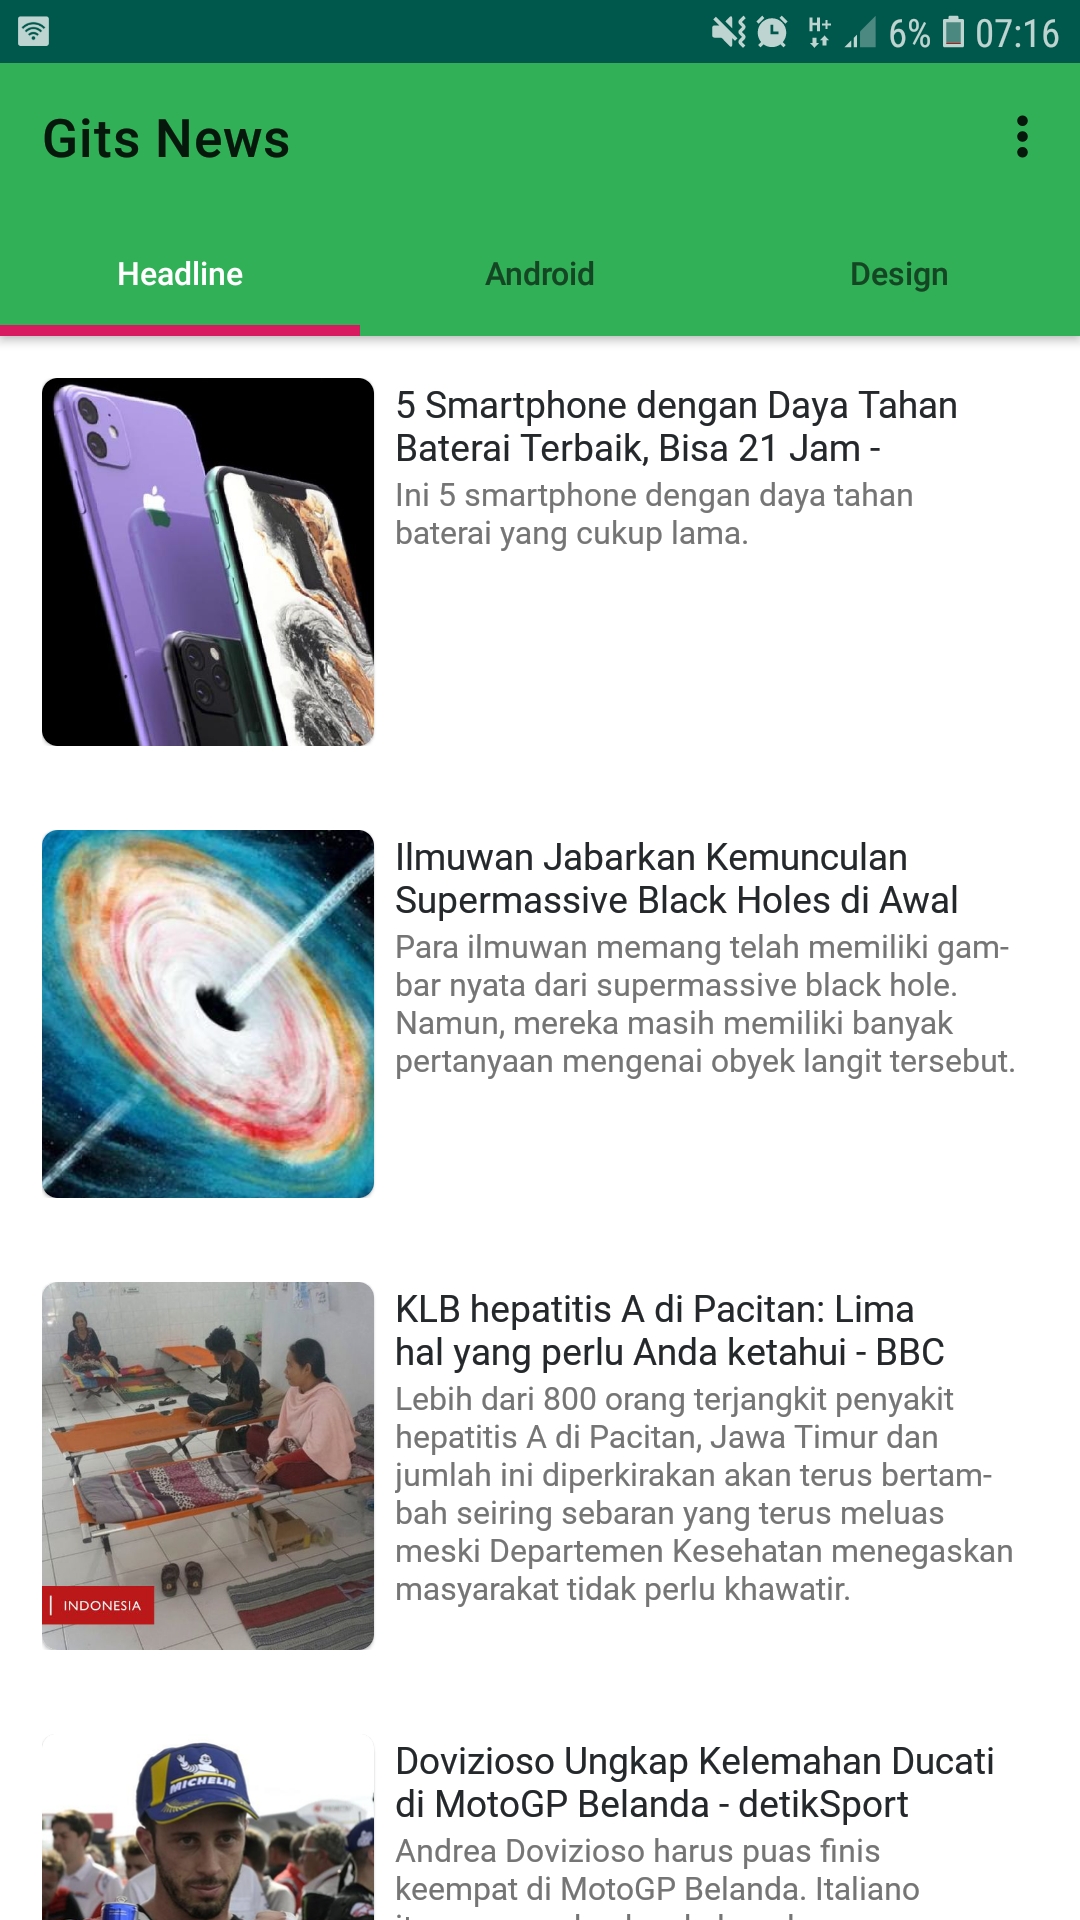 H+ 6% 07:16
Gits News
Headline Android Design
5 Smartphone dengan Daya Tahan
Baterai Terbaik, Bisa 21 Jam -
Ini 5 smartphone dengan daya tahan
baterai yang cukup lama.
Ilmuwan Jabarkan Kemunculan
Supermassive Black Holes di Awal
Para ilmuwan memang telah memiliki gam-
bar nyata dari supermassive black hole.
Namun, mereka masih memiliki banyak
pertanyaan mengenai obyek langit tersebut.
KLB hepatitis A di Pacitan: Lima
hal yang perlu Anda ketahui - BBC
Lebih dari 800 orang terjangkit penyakit
hepatitis A di Pacitan, Jawa Timur dan
jumlah ini diperkirakan akan terus bertam-
bah seiring sebaran yang terus meluas
meski Departemen Kesehatan menegaskan
masyarakat tidak perlu khawatir.
INDONESIA
Dovizioso Ungkap Kelemahan Ducati
di MotoGP Belanda - detikSport
Andrea Dovizioso harus puas finis
keempat di MotoGP Belanda. Italiano
MICHELIN